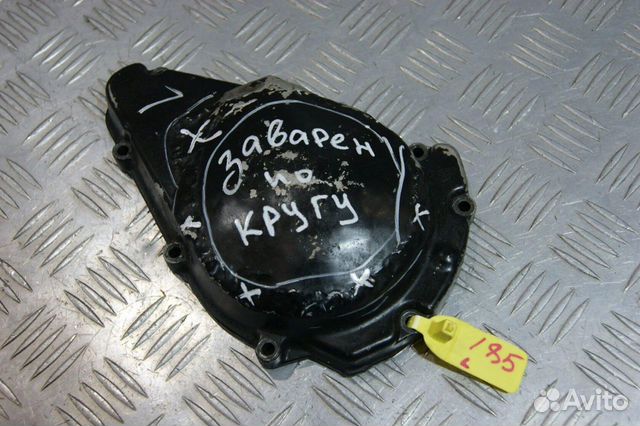 заварен
по
кругу
185
Avito